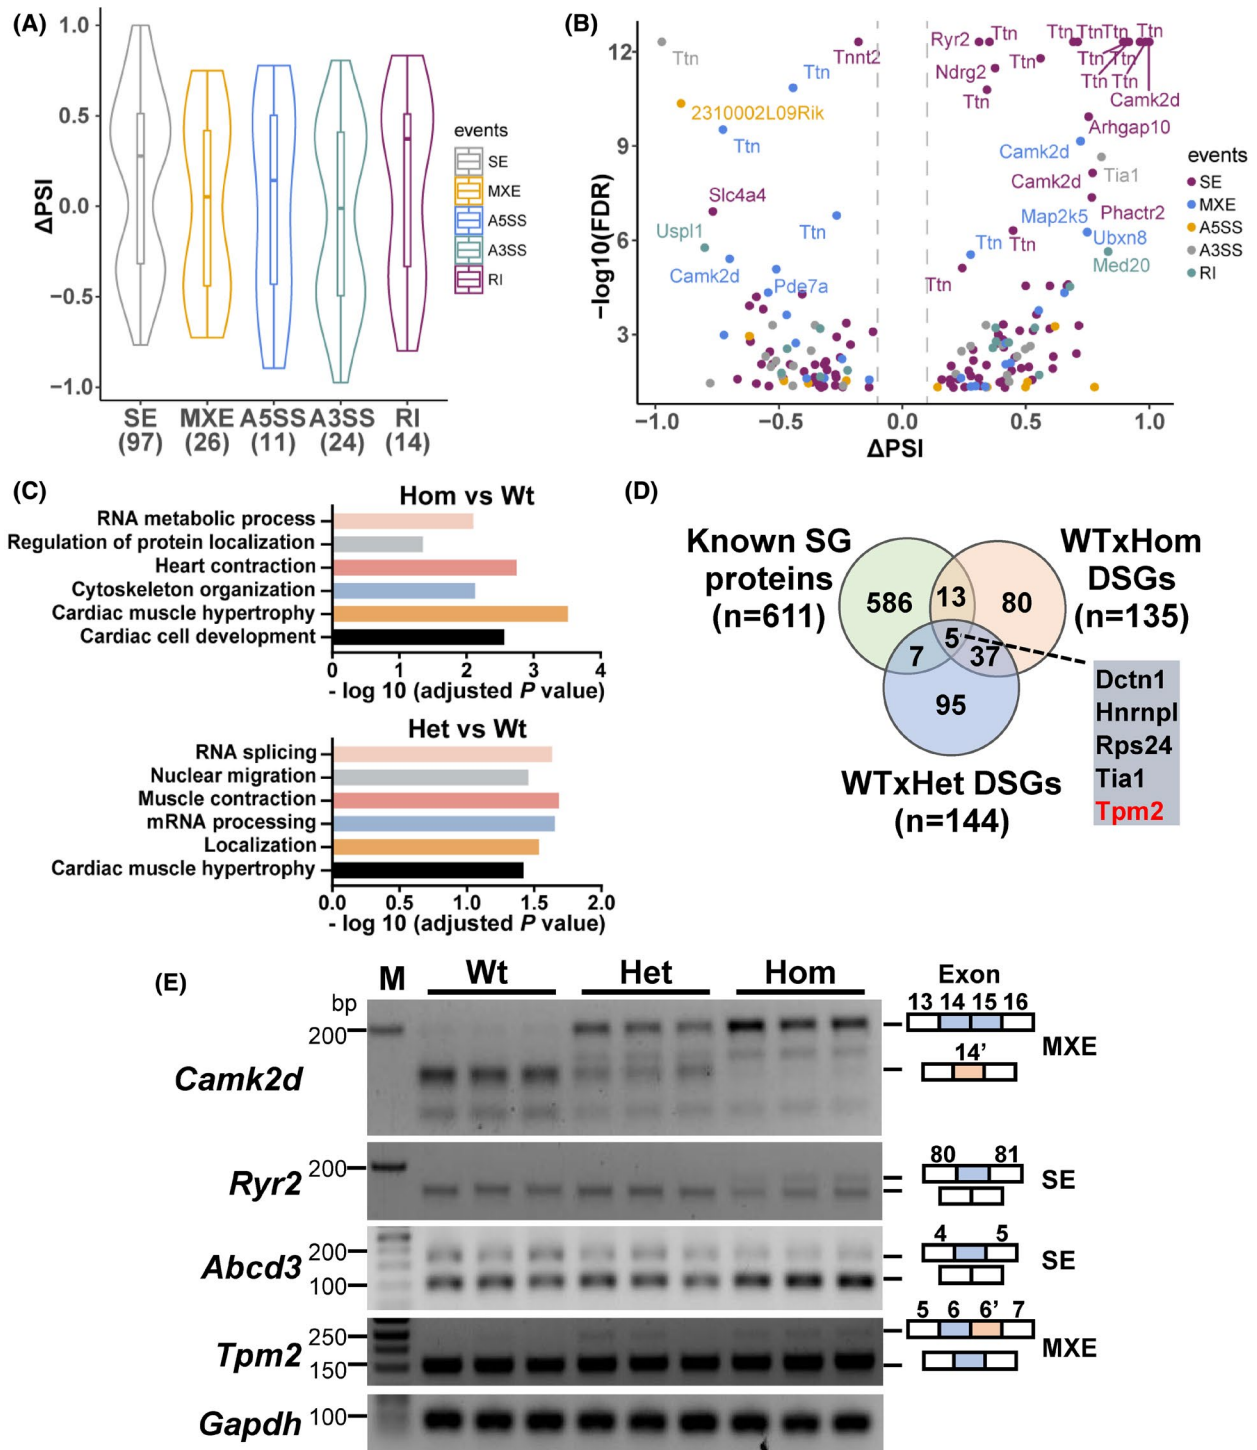 (A)
1.0
0.5
0.0
−0.5
−1.0
ΔPSI
SE MXE A5SS A3SS RI
(97) (26) (11) (24) (14)
events
SE
MXE
A5SS
A3SS
RI
(B)
12
9
6
3
−log10(FDR)
Ttn
Tnnt2
Ryr2
Ttn
Ttn
Ttn
Ttn
Ttn
Ttn
Ndrg2
Ttn
Ttn
Ttn
Ttn
Ttn
Ttn
Camk2d
2310002L09Rik
Ttn
Arhgap10
Camk2d
Tia1
Camk2d
Slc4a4
Phactr2
Uspl1
Ttn
Map2k5
Ubxn8
Ttn
Ttn
Med20
Camk2d
Pde7a
Ttn
−1.0 −0.5 0.0 0.5 1.0
ΔPSI
events
SE
MXE
A5SS
A3SS
RI
(C)
Hom vs Wt
RNA metabolic process
Regulation of protein localization
Heart contraction
Cytoskeleton organization
Cardiac muscle hypertrophy
Cardiac cell development
0 1 2 3 4
- log 10 (adjusted P value)
Het vs Wt
RNA splicing
Nuclear migration
Muscle contraction
mRNA processing
Localization
Cardiac muscle hypertrophy
0.0 0.5 1.0 1.5 2.0
- log 10 (adjusted P value)
(D)
Known SG
proteins
(n=611)
WTxHom
DSGs
(n=135)
586 13 80
5
7 37
95
WTxHet DSGs
(n=144)
Dctn1
Hnrnpl
Rps24
Tia1
Tpm2
(E)
M Wt Het Hom Exon
bp
200
Camk2d
13 14 15 16
14’
MXE
200
Ryr2
80 81
SE
200
100
Abcd3
4 5
SE
250
150
Tpm2
5 6 6’ 7
MXE
100
Gapdh